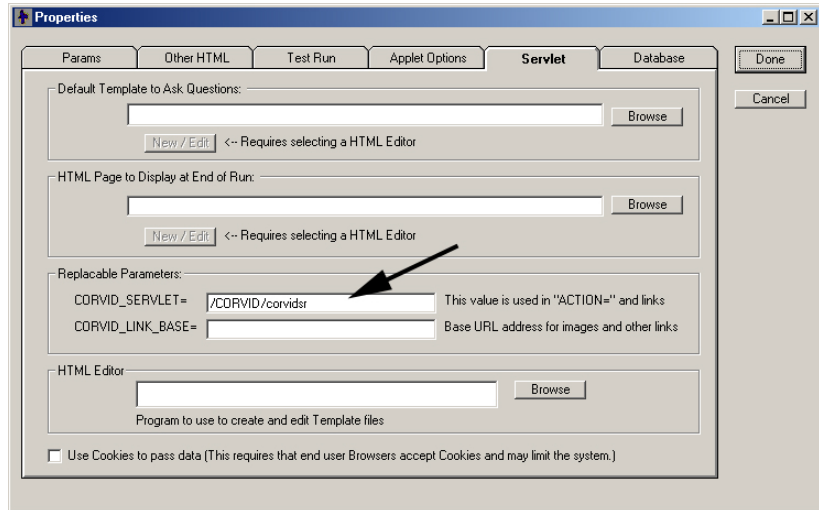 Properties
Params Other HTML Test Run Applet Options Servlet Database
Done
Cancel
Default Template to Ask Questions:
Browse
New / Edit <-- Requires selecting a HTML Editor
HTML Page to Display at End of Run:
Browse
New / Edit <-- Requires selecting a HTML Editor
Replacable Parameters:
CORVID_SERVLET= /CORVID/corvidsr This value is used in "ACTION=" and links
CORVID_LINK_BASE= Base URL address for images and other links
HTML Editor
Browse
Program to use to create and edit Template files
Use Cookies to pass data (This requires that end user Browsers accept Cookies and may limit the system.)